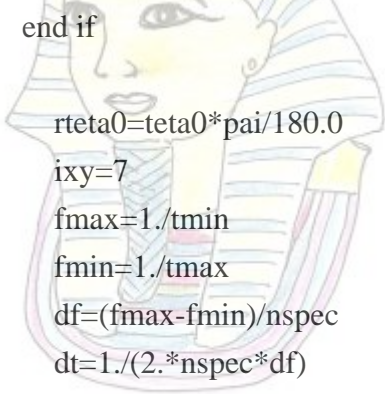 end if
rteta0=teta0*pai/180.0
ixy=7
fmax=1./tmin
fmin=1./tmax
df=(fmax-fmin)/nspec
dt=1./(2.*nspec*df)